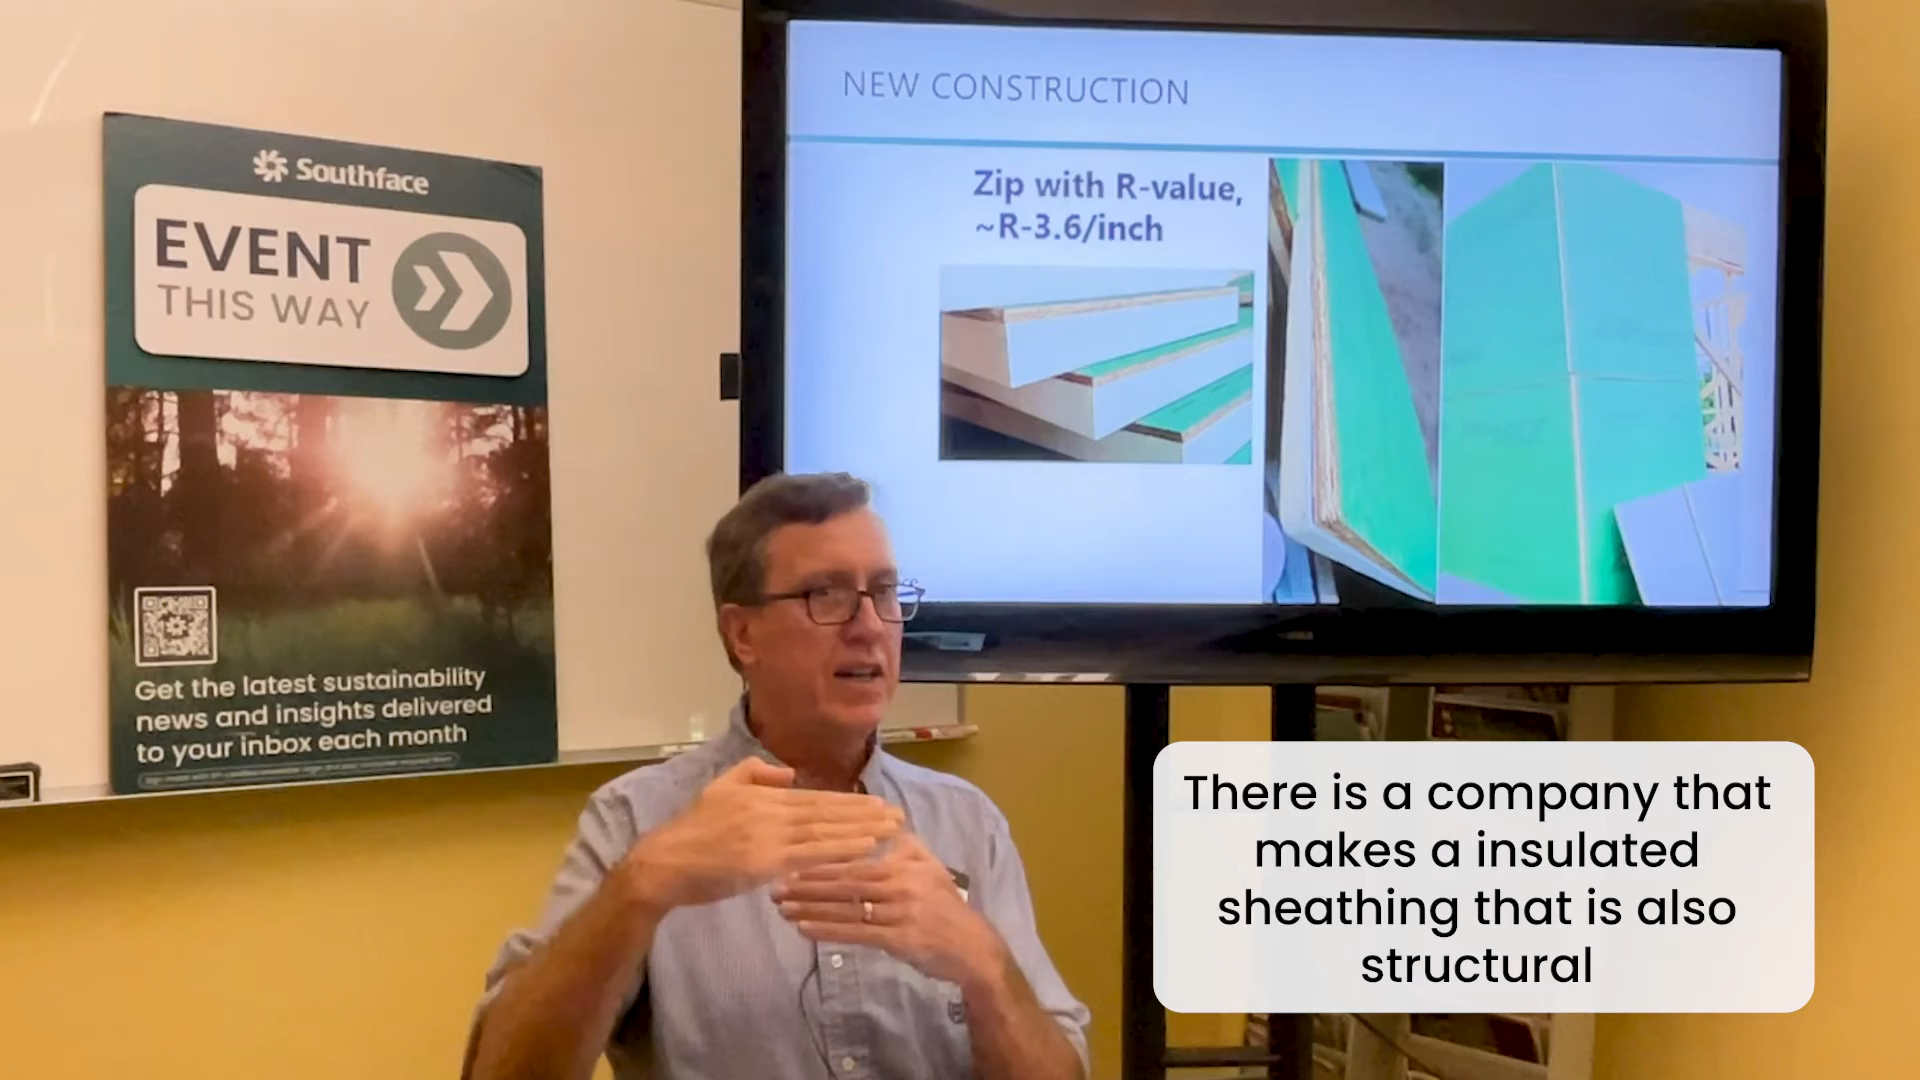 Southface
EVENT
THIS WAY
Get the latest sustainability
news and insights delivered
to your inbox each month
NEW CONSTRUCTION
Zip with R-value,
~R-3.6/inch
There is a company that
makes a insulated
sheathing that is also
structural